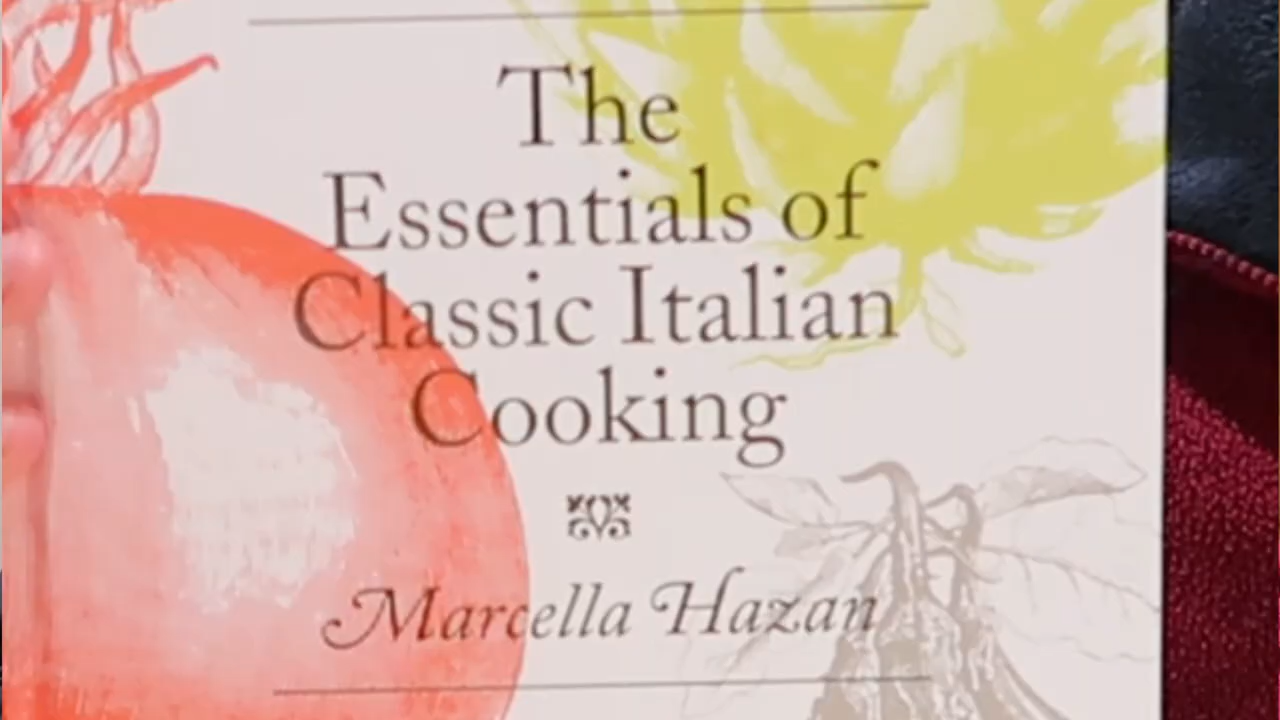 The
Essentials of
Classic Italian
Cooking
Marcella Hazan